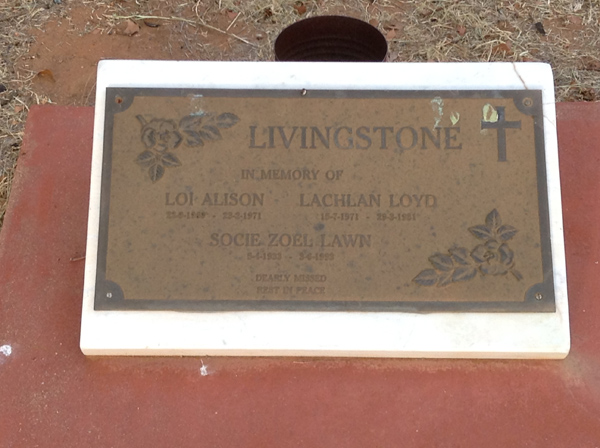 LIVINGSTONE
IN MEMORY OF
LOI ALISON LACHLAN LOYD
SOCIE ZOEL LAWN
DEARLY MISSED
REST IN PEACE